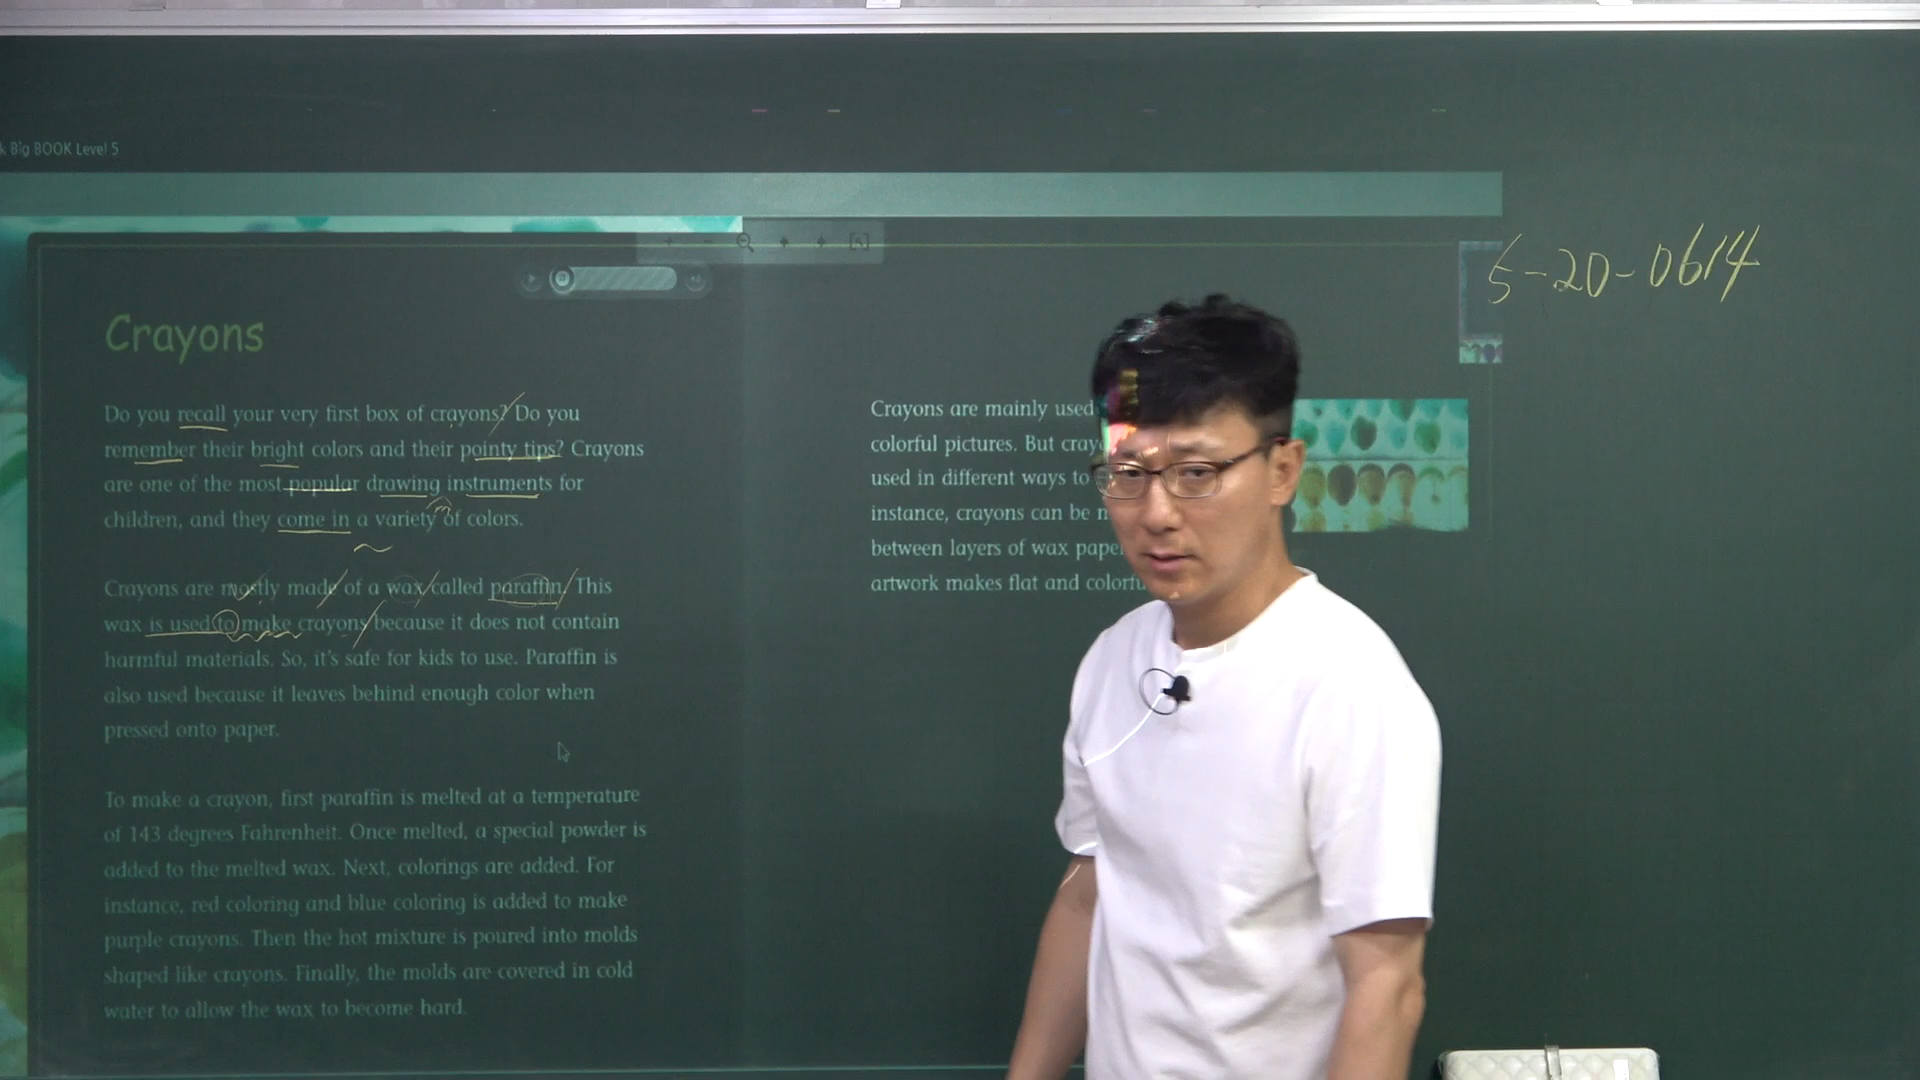 Big BOOK Level 5
5-20-0614
Crayons
Do you recall your very first box of crayons? Do you
remember their bright colors and their pointy tips? Crayons
are one of the most popular drawing instruments for
children, and they come in a variety of colors.
Crayons are mostly made of a wax called paraffin. This
wax is used to make crayons because it does not contain
harmful materials. So, it's safe for kids to use. Paraffin is
also used because it leaves behind enough color when
pressed onto paper.
To make a crayon, first paraffin is melted at a temperature
of 143 degrees Fahrenheit. Once melted, a special powder is
added to the melted wax. Next, colorings are added. For
instance, red coloring and blue coloring is added to make
purple crayons. Then the hot mixture is poured into molds
shaped like crayons. Finally, the molds are covered in cold
water to allow the wax to become hard.
Crayons are mainly used
colorful pictures. But
used in different ways to
instance, crayons can be
between layers of wax
artwork makes flat and